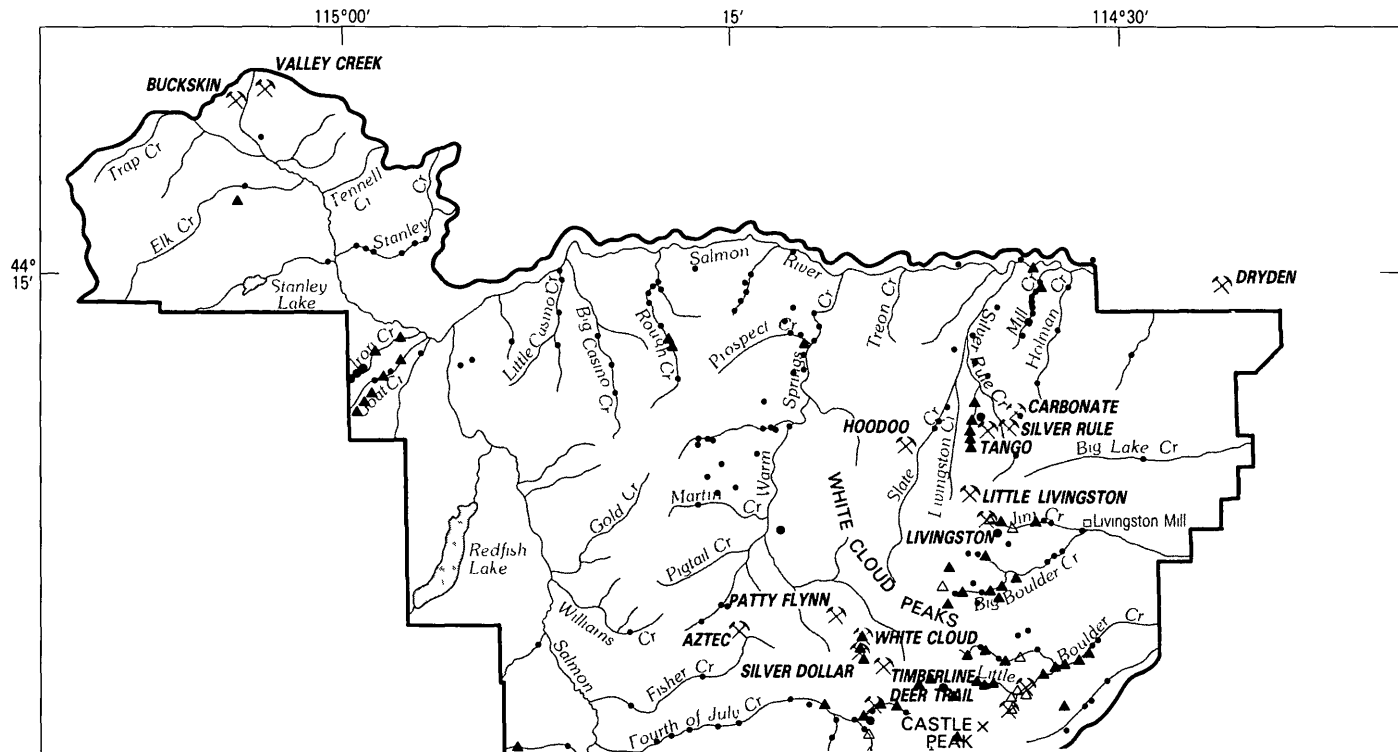 115°00'
15'
114°30'
VALLEY CREEK
BUCKSKIN
Trap Cr
Elk Cr
Stanley Cr
44°
15'
Stanley
Lake
Salmon River
DRYDEN
Iron Cr
Little Casino Cr
Big Casino Cr
Rough Cr
Prospect Cr
Warm Springs Cr
Treon Cr
Silver Rule Cr
Mill Cr
Holman Cr
HOODOO
CARBONATE
SILVER RULE
TANGO
Big Lake Cr
Slate Cr
Livingston Cr
LITTLE LIVINGSTON
Jim Cr
Livingston Mill
LIVINGSTON
Gold Cr
Martin Cr
WHITE CLOUD PEAKS
Redfish
Lake
Pigtail Cr
Big Boulder Cr
Williams Cr
PATTY FLYNN
AZTEC
WHITE CLOUD
Little Boulder Cr
Salmon
Fisher Cr
SILVER DOLLAR
TIMBERLINE
DEER TRAIL
Fourth of July Cr
CASTLE
PEAK